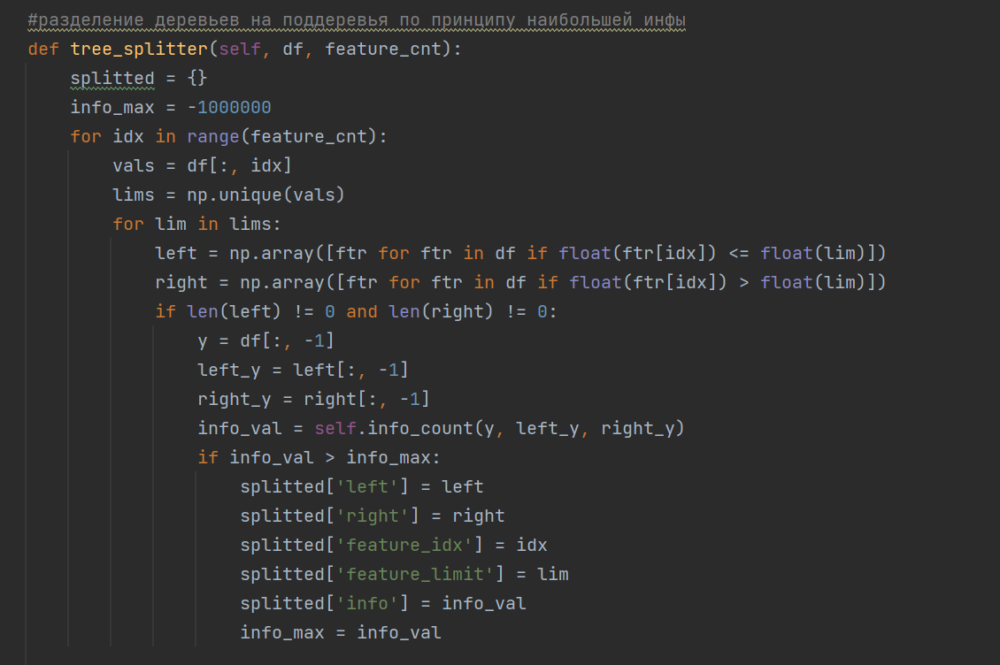 #разделение деревьев на поддеревья по принципу наибольшей инфы
def tree_splitter(self, df, feature_cnt):
    splitted = {}
    info_max = -1000000
    for idx in range(feature_cnt):
        vals = df[:, idx]
        lims = np.unique(vals)
        for lim in lims:
            left = np.array([ftr for ftr in df if float(ftr[idx]) <= float(lim)])
            right = np.array([ftr for ftr in df if float(ftr[idx]) > float(lim)])
            if len(left) != 0 and len(right) != 0:
                y = df[:, -1]
                left_y = left[:, -1]
                right_y = right[:, -1]
                info_val = self.info_count(y, left_y, right_y)
                if info_val > info_max:
                    splitted['left'] = left
                    splitted['right'] = right
                    splitted['feature_idx'] = idx
                    splitted['feature_limit'] = lim
                    splitted['info'] = info_val
                    info_max = info_val